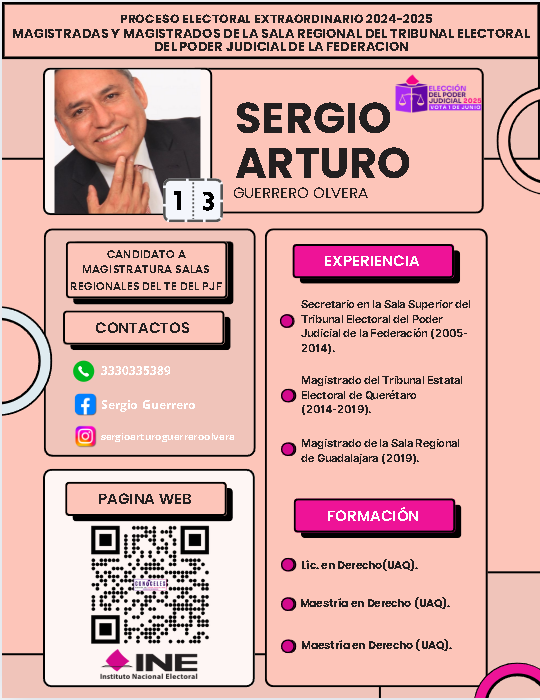 PROCESO ELECTORAL EXTRAORDINARIO 2024-2025
MAGISTRADAS Y MAGISTRADOS DE LA SALA REGIONAL DEL TRIBUNAL ELECTORAL
DEL PODER JUDICIAL DE LA FEDERACION
ELECCIÓN
DEL PODER
JUDICIAL 2025
VOTA 1 DE JUNIO
SERGIO
ARTURO
GUERRERO OLVERA
1 3
CANDIDATO A
MAGISTRATURA SALAS
REGIONALES DEL TE DEL PJF
CONTACTOS
3330335389
Sergio Guerrero
sergioarturoguerreroolvera
PAGINA WEB
CONÓCELES
INE
Instituto Nacional Electoral
EXPERIENCIA
Secretario en la Sala Superior del
Tribunal Electoral del Poder
Judicial de la Federación (2005-
2014).
Magistrado del Tribunal Estatal
Electoral de Querétaro
(2014-2019).
Magistrado de la Sala Regional
de Guadalajara (2019).
FORMACIÓN
Lic. en Derecho(UAQ).
Maestría en Derecho (UAQ).
Maestría en Derecho (UAQ).